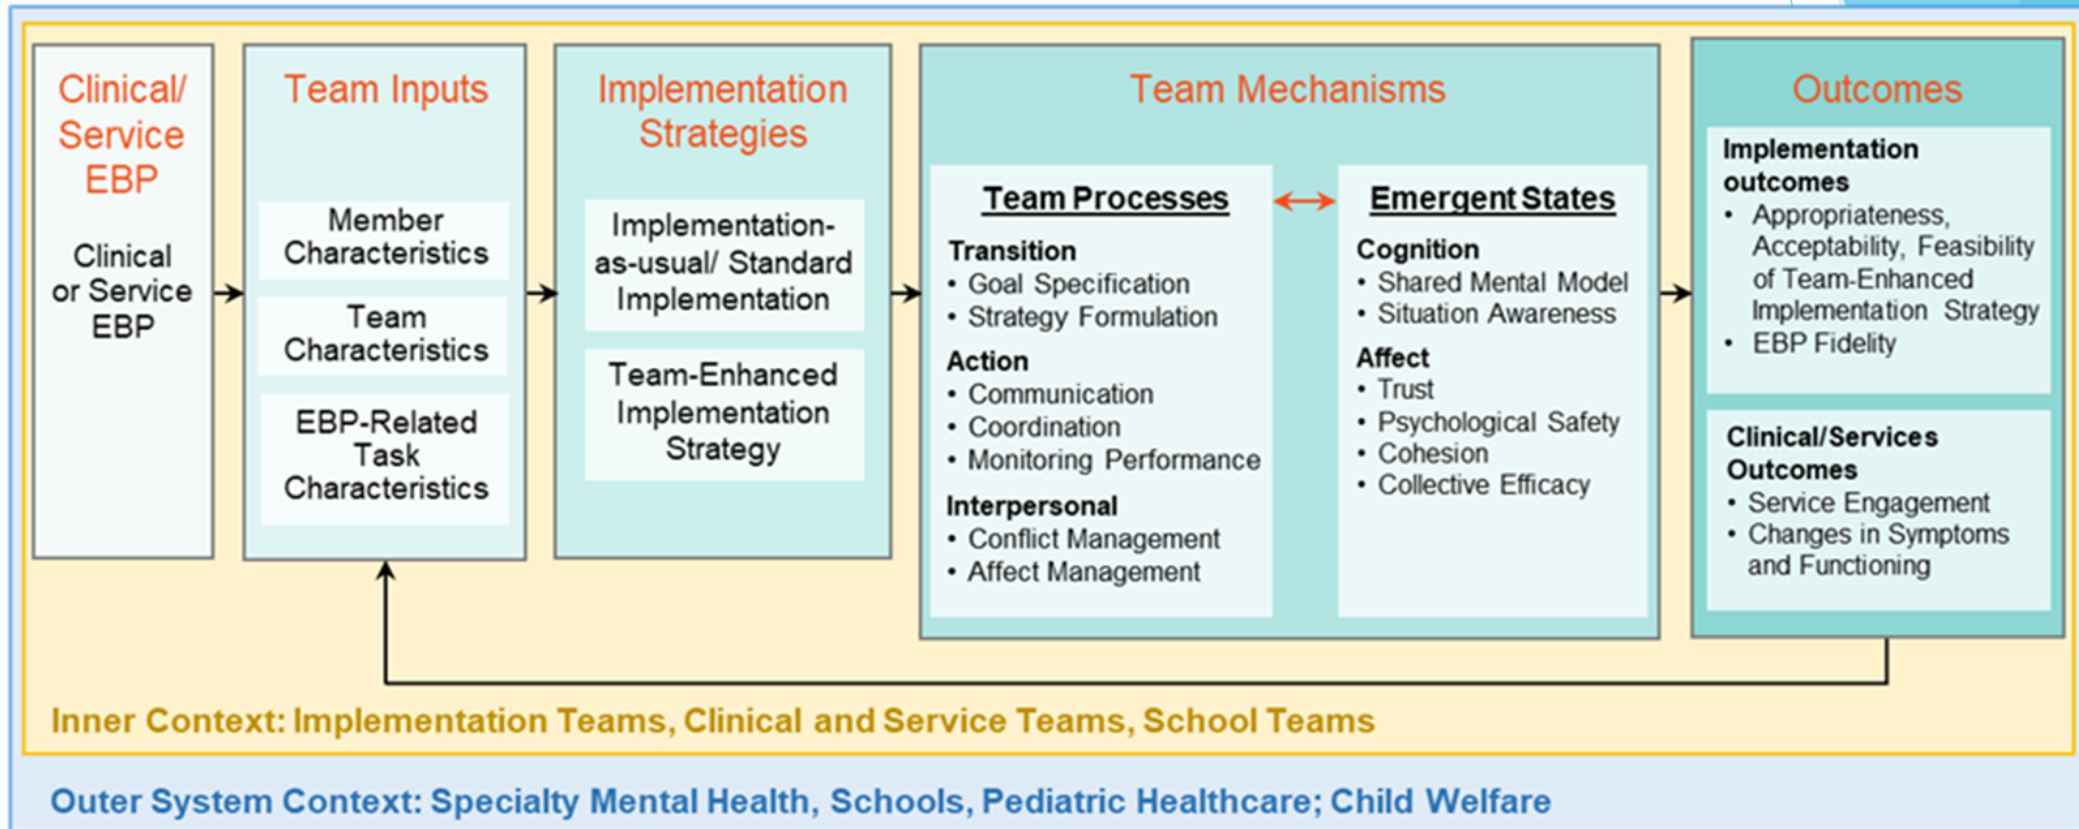 Clinical/
Service
EBP
Clinical
or Service
EBP
Team Inputs
Member
Characteristics
Team
Characteristics
EBP-Related
Task
Characteristics
Implementation
Strategies
Implementation-
as-usual/ Standard
Implementation
Team-Enhanced
Implementation
Strategy
Team Mechanisms
Team Processes
Transition
• Goal Specification
• Strategy Formulation
Action
• Communication
• Coordination
• Monitoring Performance
Interpersonal
• Conflict Management
• Affect Management
Emergent States
Cognition
• Shared Mental Model
• Situation Awareness
Affect
• Trust
• Psychological Safety
• Cohesion
• Collective Efficacy
Outcomes
Implementation
outcomes
• Appropriateness,
Acceptability, Feasibility
of Team-Enhanced
Implementation Strategy
• EBP Fidelity
Clinical/Services
Outcomes
• Service Engagement
• Changes in Symptoms
and Functioning
Inner Context: Implementation Teams, Clinical and Service Teams, School Teams
Outer System Context: Specialty Mental Health, Schools, Pediatric Healthcare; Child Welfare